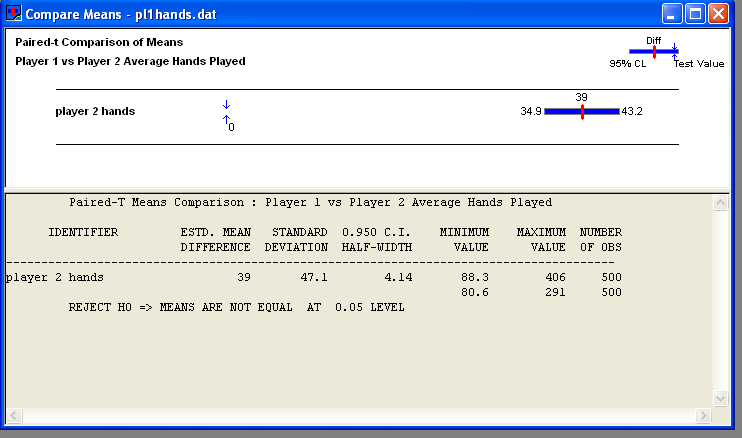 Compare Means - pl1hands.dat
Paired-t Comparison of Means
Player 1 vs Player 2 Average Hands Played
Diff
95% CL Test Value
39
player 2 hands 34.9 43.2
0
Paired-T Means Comparison : Player 1 vs Player 2 Average Hands Played
IDENTIFIER ESTD. MEAN STANDARD 0.950 C.I. MINIMUM MAXIMUM NUMBER
DIFFERENCE DEVIATION HALF-WIDTH VALUE VALUE OF OBS
player 2 hands 39 47.1 4.14 88.3 406 500
80.6 291 500
REJECT H0 => MEANS ARE NOT EQUAL AT 0.05 LEVEL